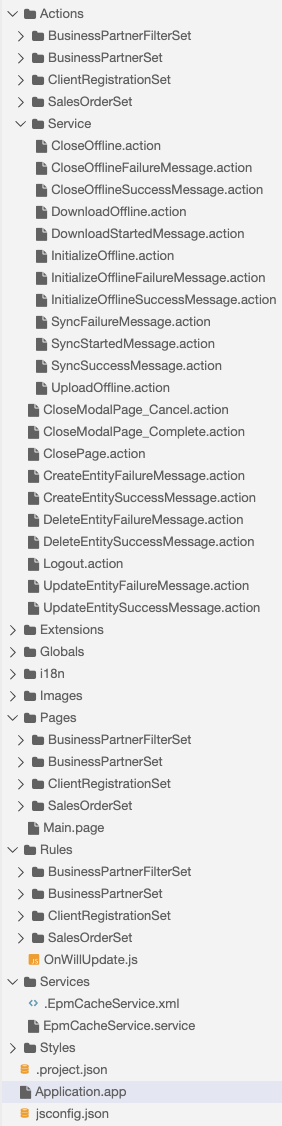 Actions
BusinessPartnerFilterSet
BusinessPartnerSet
ClientRegistrationSet
SalesOrderSet
Service
CloseOffline.action
CloseOfflineFailureMessage.action
CloseOfflineSuccessMessage.action
DownloadOffline.action
DownloadStartedMessage.action
InitializeOffline.action
InitializeOfflineFailureMessage.action
InitializeOfflineSuccessMessage.action
SyncFailureMessage.action
SyncStartedMessage.action
SyncSuccessMessage.action
UploadOffline.action
CloseModalPage_Cancel.action
CloseModalPage_Complete.action
ClosePage.action
CreateEntityFailureMessage.action
CreateEntitySuccessMessage.action
DeleteEntityFailureMessage.action
DeleteEntitySuccessMessage.action
Logout.action
UpdateEntityFailureMessage.action
UpdateEntitySuccessMessage.action
Extensions
Globals
i18n
Images
Pages
BusinessPartnerFilterSet
BusinessPartnerSet
ClientRegistrationSet
SalesOrderSet
Main.page
Rules
BusinessPartnerFilterSet
BusinessPartnerSet
ClientRegistrationSet
SalesOrderSet
JS OnWillUpdate.js
Services
.EpmCacheService.xml
EpmCacheService.service
Styles
.project.json
Application.app
jsconfig.json